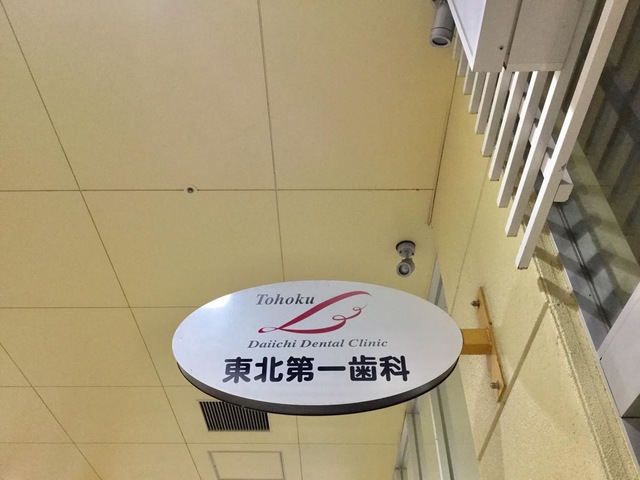 Tohoku
Daiichi Dental Clinic
東北第一歯科